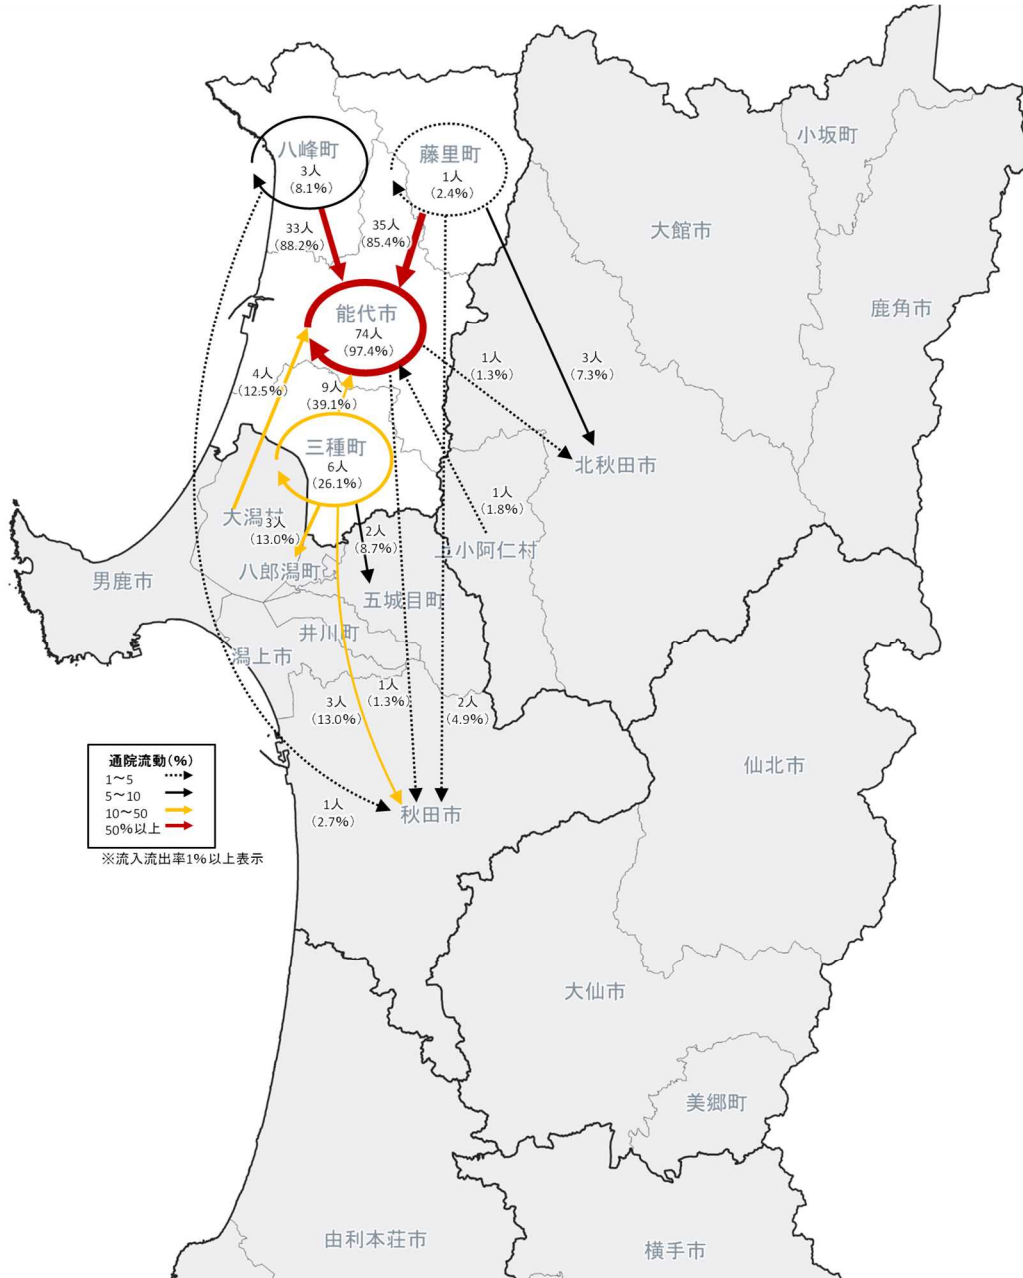 小坂町
八峰町
3人
(8.1%)
藤里町
1人
(2.4%)
大館市
33人
(88.2%)
35人
(85.4%)
鹿角市
能代市
74人
(97.4%)
1人
(1.3%)
3人
(7.3%)
4人
(12.5%)
9人
(39.1%)
三種町
6人
(26.1%)
北秋田市
1人
(1.8%)
大潟村
3人
(13.0%)
2人
(8.7%)
上小阿仁村
八郎潟町
男鹿市
五城目町
井川町
潟上市
1人
(1.3%)
3人
(13.0%)
2人
(4.9%)
通院流動(%)
1～5
5～10
10～50
50%以上
※流入流出率1%以上表示
仙北市
1人
(2.7%)
秋田市
大仙市
美郷町
由利本荘市
横手市